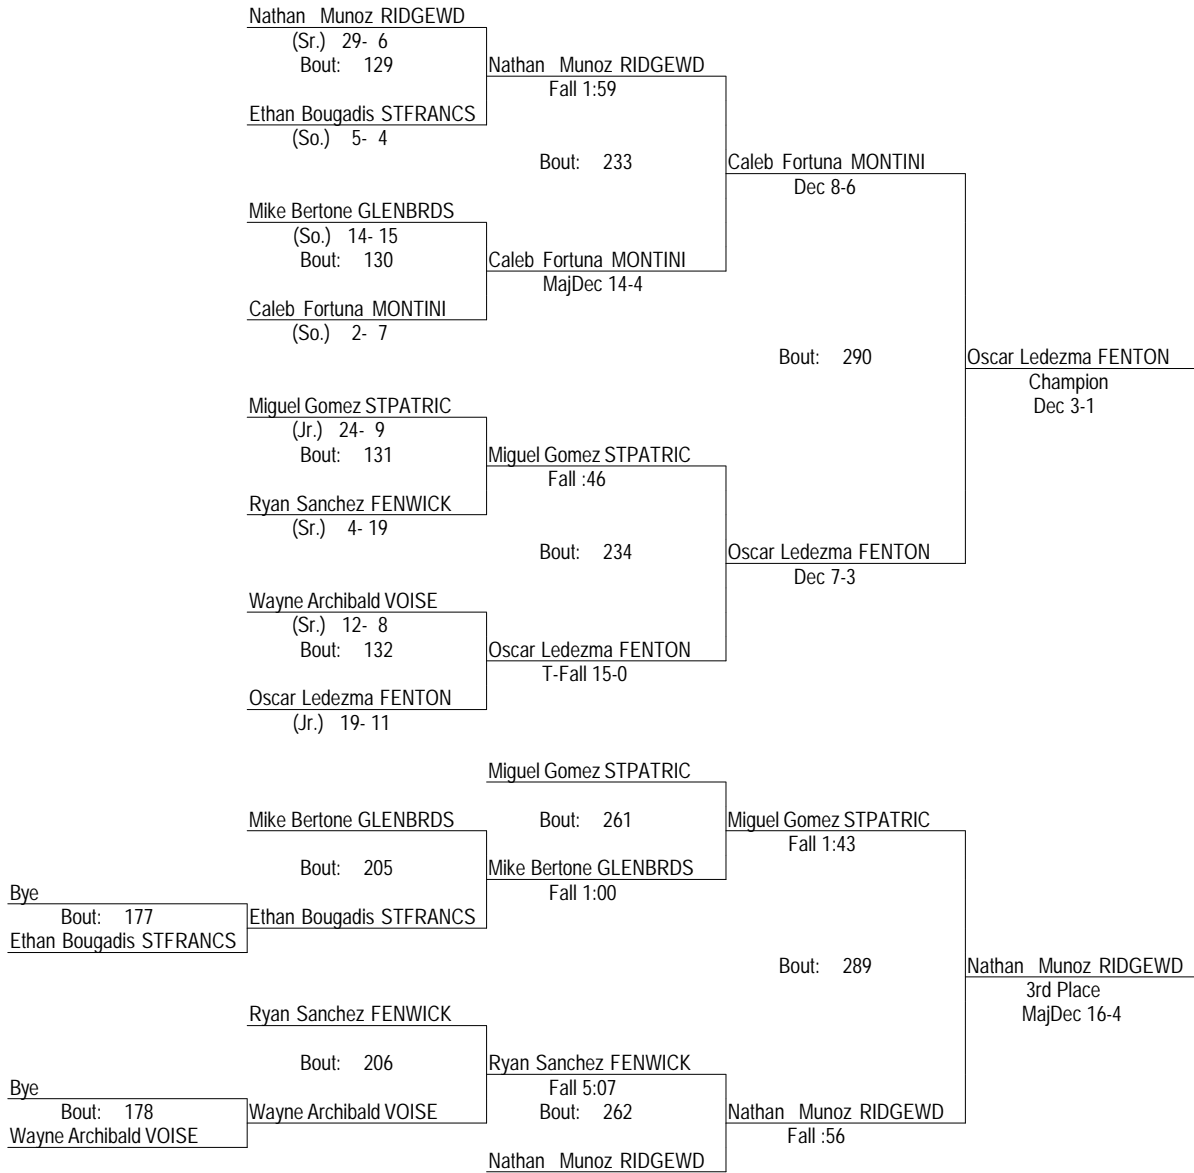 Nathan Munoz RIDGEWD
(Sr.) 29- 6
Bout: 129
Nathan Munoz RIDGEWD
Fall 1:59
Ethan Bougadis STFRANCS
(So.) 5- 4
Bout: 233
Caleb Fortuna MONTINI
Dec 8-6
Mike Bertone GLENBRDS
(So.) 14- 15
Bout: 130
Caleb Fortuna MONTINI
MajDec 14-4
Caleb Fortuna MONTINI
(So.) 2- 7
Bout: 290
Oscar Ledezma FENTON
Champion
Dec 3-1
Miguel Gomez STPATRIC
(Jr.) 24- 9
Bout: 131
Miguel Gomez STPATRIC
Fall :46
Ryan Sanchez FENWICK
(Sr.) 4- 19
Bout: 234
Oscar Ledezma FENTON
Dec 7-3
Wayne Archibald VOISE
(Sr.) 12- 8
Bout: 132
Oscar Ledezma FENTON
T-Fall 15-0
Oscar Ledezma FENTON
(Jr.) 19- 11
Miguel Gomez STPATRIC
Mike Bertone GLENBRDS
Bout: 261
Miguel Gomez STPATRIC
Fall 1:43
Bout: 205
Mike Bertone GLENBRDS
Fall 1:00
Bye
Bout: 177
Ethan Bougadis STFRANCS
Ethan Bougadis STFRANCS
Bout: 289
Nathan Munoz RIDGEWD
3rd Place
MajDec 16-4
Ryan Sanchez FENWICK
Bout: 206
Ryan Sanchez FENWICK
Fall 5:07
Bye
Bout: 178
Wayne Archibald VOISE
Wayne Archibald VOISE
Bout: 262
Nathan Munoz RIDGEWD
Fall :56
Nathan Munoz RIDGEWD